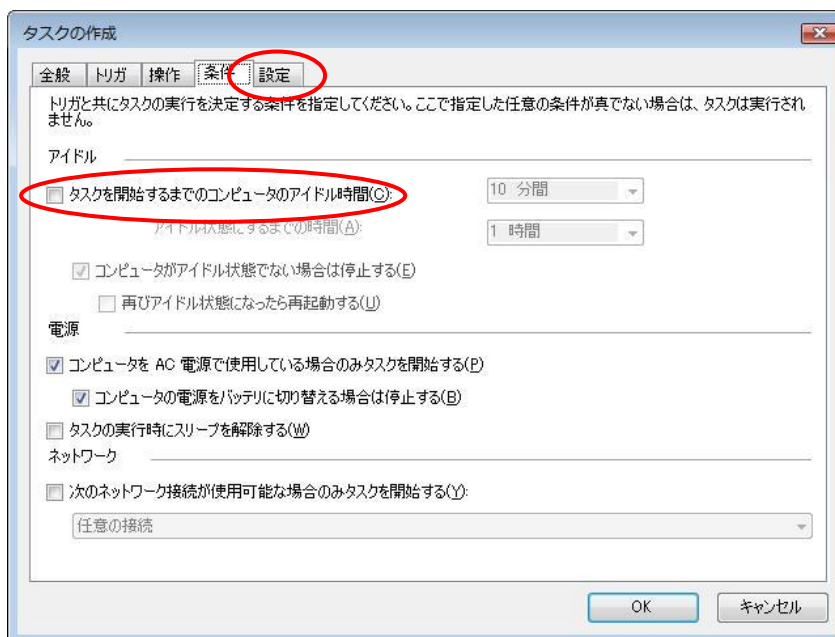 タスクの作成
全般 トリガ 操作 条件 設定
トリガと共にタスクの実行を決定する条件を指定してください。ここで指定した任意の条件が真でない場合は、タスクは実行され
ません。
アイドル
タスクを開始するまでのコンピュータのアイドル時間(C): 10 分間
アイドル状態にするまでの時間(A): 1 時間
コンピュータがアイドル状態でない場合は停止する(E)
再びアイドル状態になったら再起動する(U)
電源
コンピュータを AC 電源で使用している場合のみタスクを開始する(P)
コンピュータの電源をバッテリに切り替える場合は停止する(B)
タスクの実行時にスリープを解除する(W)
ネットワーク
次のネットワーク接続が使用可能な場合のみタスクを開始する(Y):
任意の接続
OK キャンセル